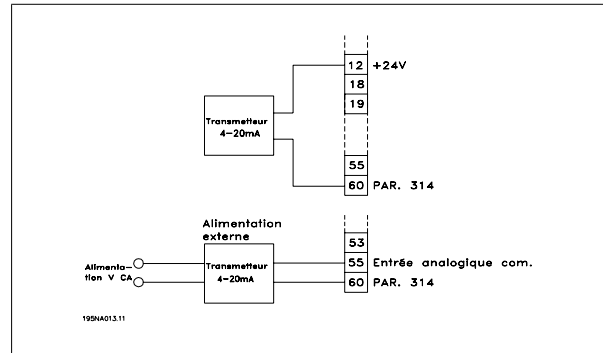 12 +24V
18
19
Transmetteur
4-20mA
55
60 PAR. 314
Alimentation
externe
53
Alimenta-
tion V CA
Transmetteur
4-20mA
55 Entrée analogique com.
60 PAR. 314
195NA013.11